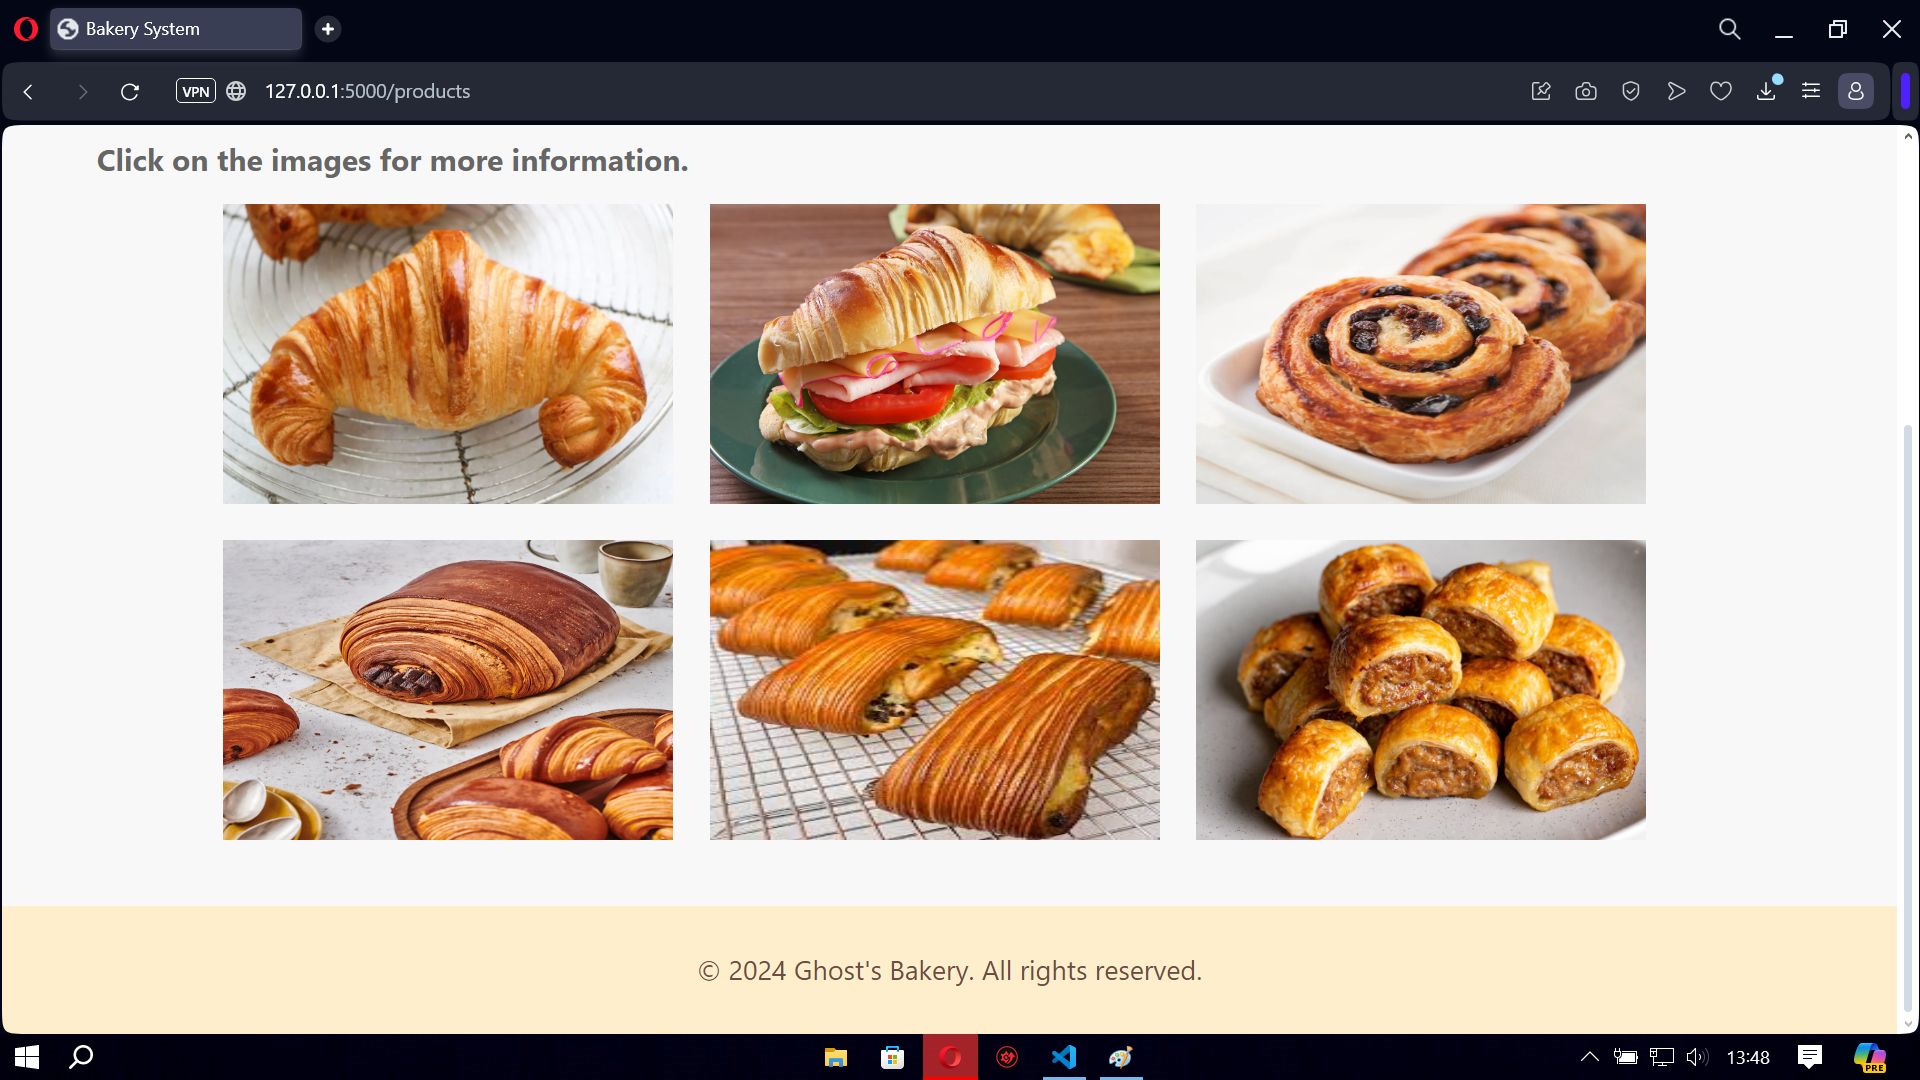 Bakery System
VPN
127.0.0.1:5000/products
Click on the images for more information.
© 2024 Ghost's Bakery. All rights reserved.
13:48
PRE